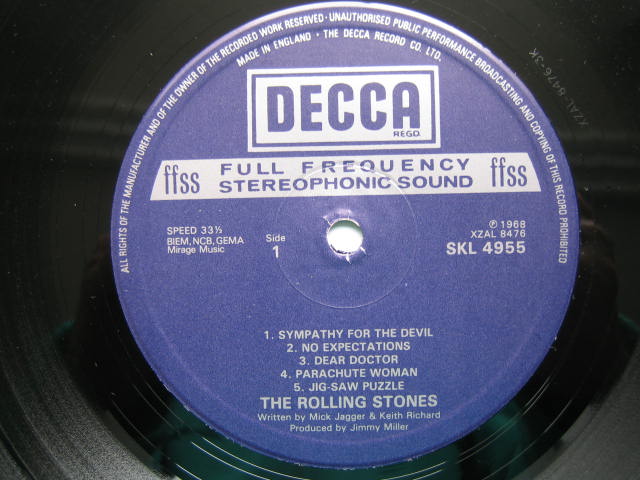 ALL RIGHTS OF THE MANUFACTURER AND OF THE OWNER OF THE RECORDED WORK RESERVED · UNAUTHORISED PUBLIC PERFORMANCE BROADCASTING AND COPYING OF THIS RECORD PROHIBITED
MADE IN ENGLAND · THE DECCA RECORD CO. LTD.
DECCA
REGD.
ffss FULL FREQUENCY ffss
STEREOPHONIC SOUND
SPEED 33⅓
BIEM, NCB, GEMA
Mirage Music
Side
1
℗ 1968
XZAL 8476
SKL 4955
1. SYMPATHY FOR THE DEVIL
2. NO EXPECTATIONS
3. DEAR DOCTOR
4. PARACHUTE WOMAN
5. JIG-SAW PUZZLE
THE ROLLING STONES
Written by Mick Jagger & Keith Richard
Produced by Jimmy Miller
XZAL 8476-3K